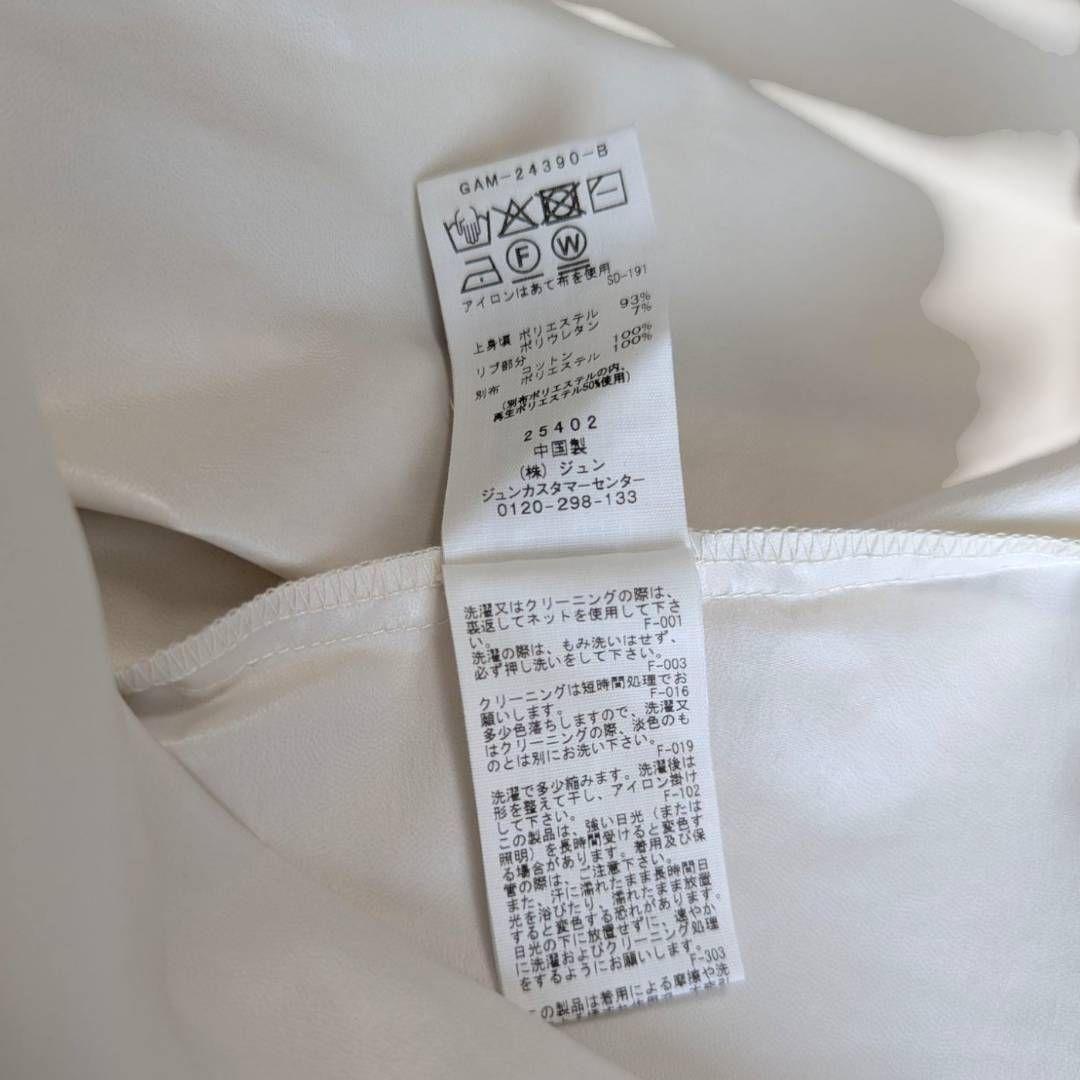 GAM-24390-B
F W
アイロンはあて布を使用 SD-191
上身頃 ポリエステル 93%
ポリウレタン 7%
リブ部分 コットン 100%
別布 ポリエステル 100%
(別布ポリエステルの内、
再生ポリエステル50%使用)
25402
中国製
(株) ジュン
ジュンカスタマーセンター
0120-298-133
洗濯又はクリーニングの際は、
裏返してネットを使用して下さ
い。 F-001
洗濯の際は、もみ洗いはせず、
必ず押し洗いをして下さい。
F-003
クリーニングは短時間処理でお
願いします。 F-016
多少色落ちしますので、洗濯又
はクリーニングの際、淡色のも
のとは別にお洗い下さい。
F-019
洗濯で多少縮みます。洗濯後は
形を整えて干し、アイロン掛け
して下さい。 F-102
この製品は、強い日光(または
照明)を長時間受けると変色す
る場合があります。着用及び保
管の際は、ご注意下さい。
また、汗に濡れたまま長時間日
光を浴びたり、濡れたまま放置
すると変色する恐れがあります。
日光の下に放置せずに、速やか
に洗濯およびクリーニング処理
をするようにお願いします。
F-303
この製品は着用による摩擦や洗